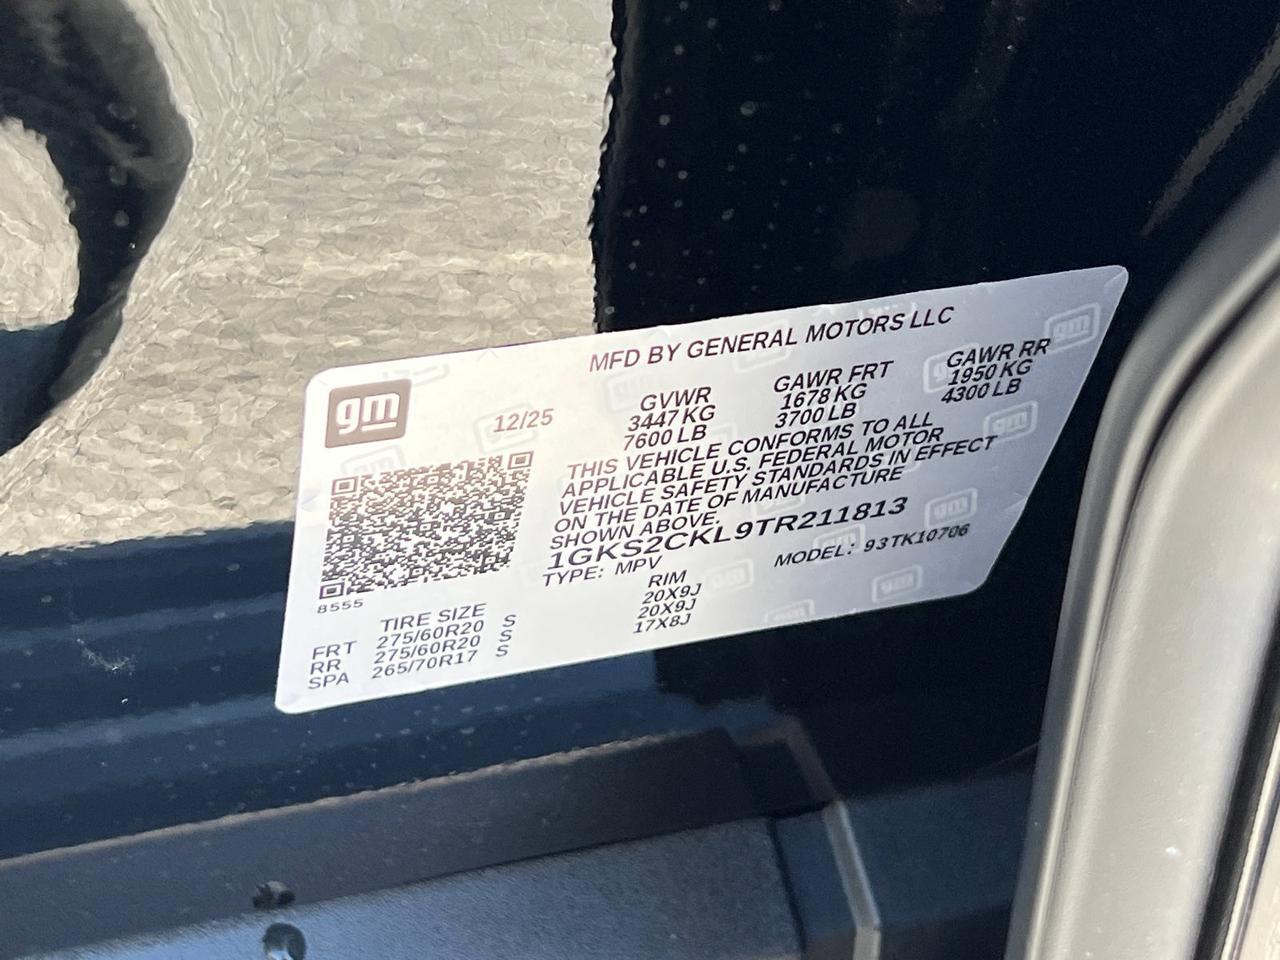 MFD BY GENERAL MOTORS LLC
gm
12/25
GVWR GAWR FRT GAWR RR
3447 KG 1678 KG 1950 KG
7600 LB 3700 LB 4300 LB
THIS VEHICLE CONFORMS TO ALL
APPLICABLE U.S. FEDERAL MOTOR
VEHICLE SAFETY STANDARDS IN EFFECT
ON THE DATE OF MANUFACTURE
SHOWN ABOVE.
1GKS2CKL9TR211813
TYPE: MPV MODEL: 93TK10706
8555
TIRE SIZE RIM
FRT 275/60R20 S 20X9J
RR 275/60R20 S 20X9J
SPA 265/70R17 S 17X8J